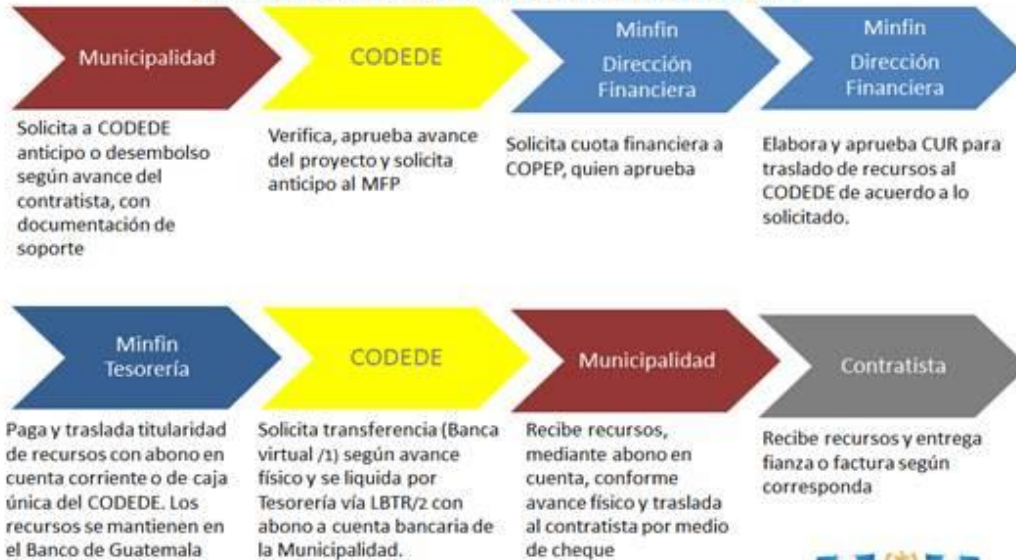 Municipalidad
Solicita a CODEDE
anticipo o desembolso
según avance del
contratista, con
documentación de
soporte
CODEDE
Verifica, aprueba avance
del proyecto y solicita
anticipo al MFP
Minfin
Dirección
Financiera
Solicita cuota financiera a
COPEP, quien aprueba
Minfin
Dirección
Financiera
Elabora y aprueba CUR para
traslado de recursos al
CODEDE de acuerdo a lo
solicitado.
Minfin
Tesorería
Paga y traslada titularidad
de recursos con abono en
cuenta corriente o de caja
única del CODEDE. Los
recursos se mantienen en
el Banco de Guatemala
CODEDE
Solicita transferencia (Banca
virtual /1) según avance
físico y se liquida por
Tesorería vía LBTR/2 con
abono a cuenta bancaria de
la Municipalidad.
Municipalidad
Recibe recursos,
mediante abono en
cuenta, conforme
avance físico y traslada
al contratista por medio
de cheque
Contratista
Recibe recursos y entrega
fianza o factura según
corresponda